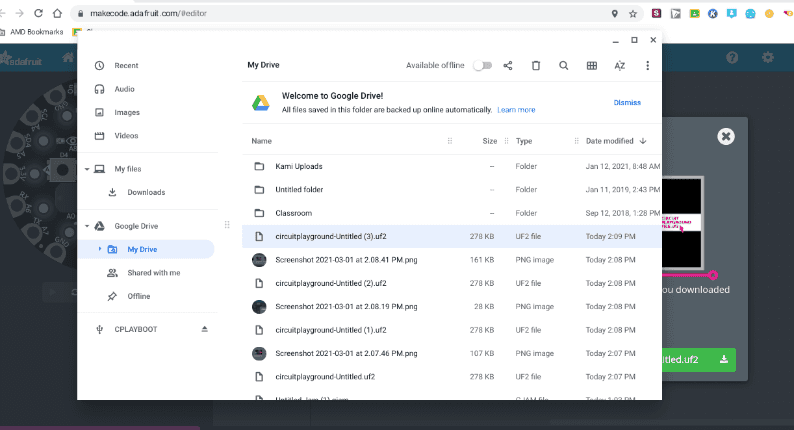 makecode.adafruit.com/#editor
AMD Bookmarks
adafruit
Recent
Audio
Images
Videos
My files
Downloads
Google Drive
My Drive
Shared with me
Offline
CPLAYBOOT
My Drive
Available offline
Welcome to Google Drive!
All files saved in this folder are backed up online automatically. Learn more
Dismiss
Name Size Type Date modified
Kami Uploads -- Folder Jan 12, 2021, 8:48 AM
Untitled folder -- Folder Jan 11, 2019, 2:43 PM
Classroom -- Folder Sep 12, 2018, 1:28 PM
circuitplayground-Untitled (3).uf2 278 KB UF2 file Today 2:09 PM
Screenshot 2021-03-01 at 2.08.41 PM.png 161 KB PNG image Today 2:08 PM
circuitplayground-Untitled (2).uf2 278 KB UF2 file Today 2:08 PM
Screenshot 2021-03-01 at 2.08.19 PM.png 28 KB PNG image Today 2:08 PM
circuitplayground-Untitled (1).uf2 278 KB UF2 file Today 2:08 PM
Screenshot 2021-03-01 at 2.07.46 PM.png 107 KB PNG image Today 2:07 PM
circuitplayground-Untitled.uf2 278 KB UF2 file Today 2:07 PM
ou downloaded
itled.uf2